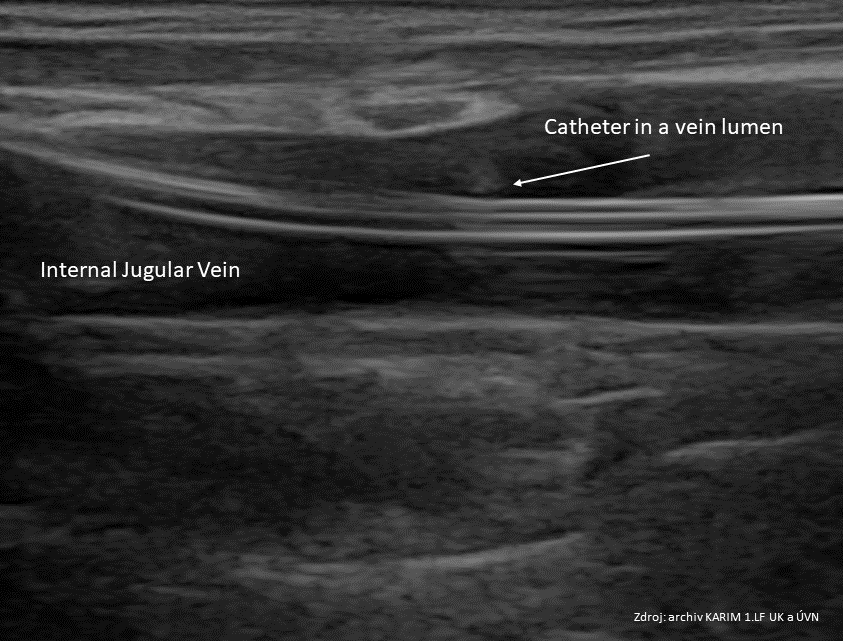 Catheter in a vein lumen
Internal Jugular Vein
Zdroj: archiv KARIM 1.LF UK a ÚVN